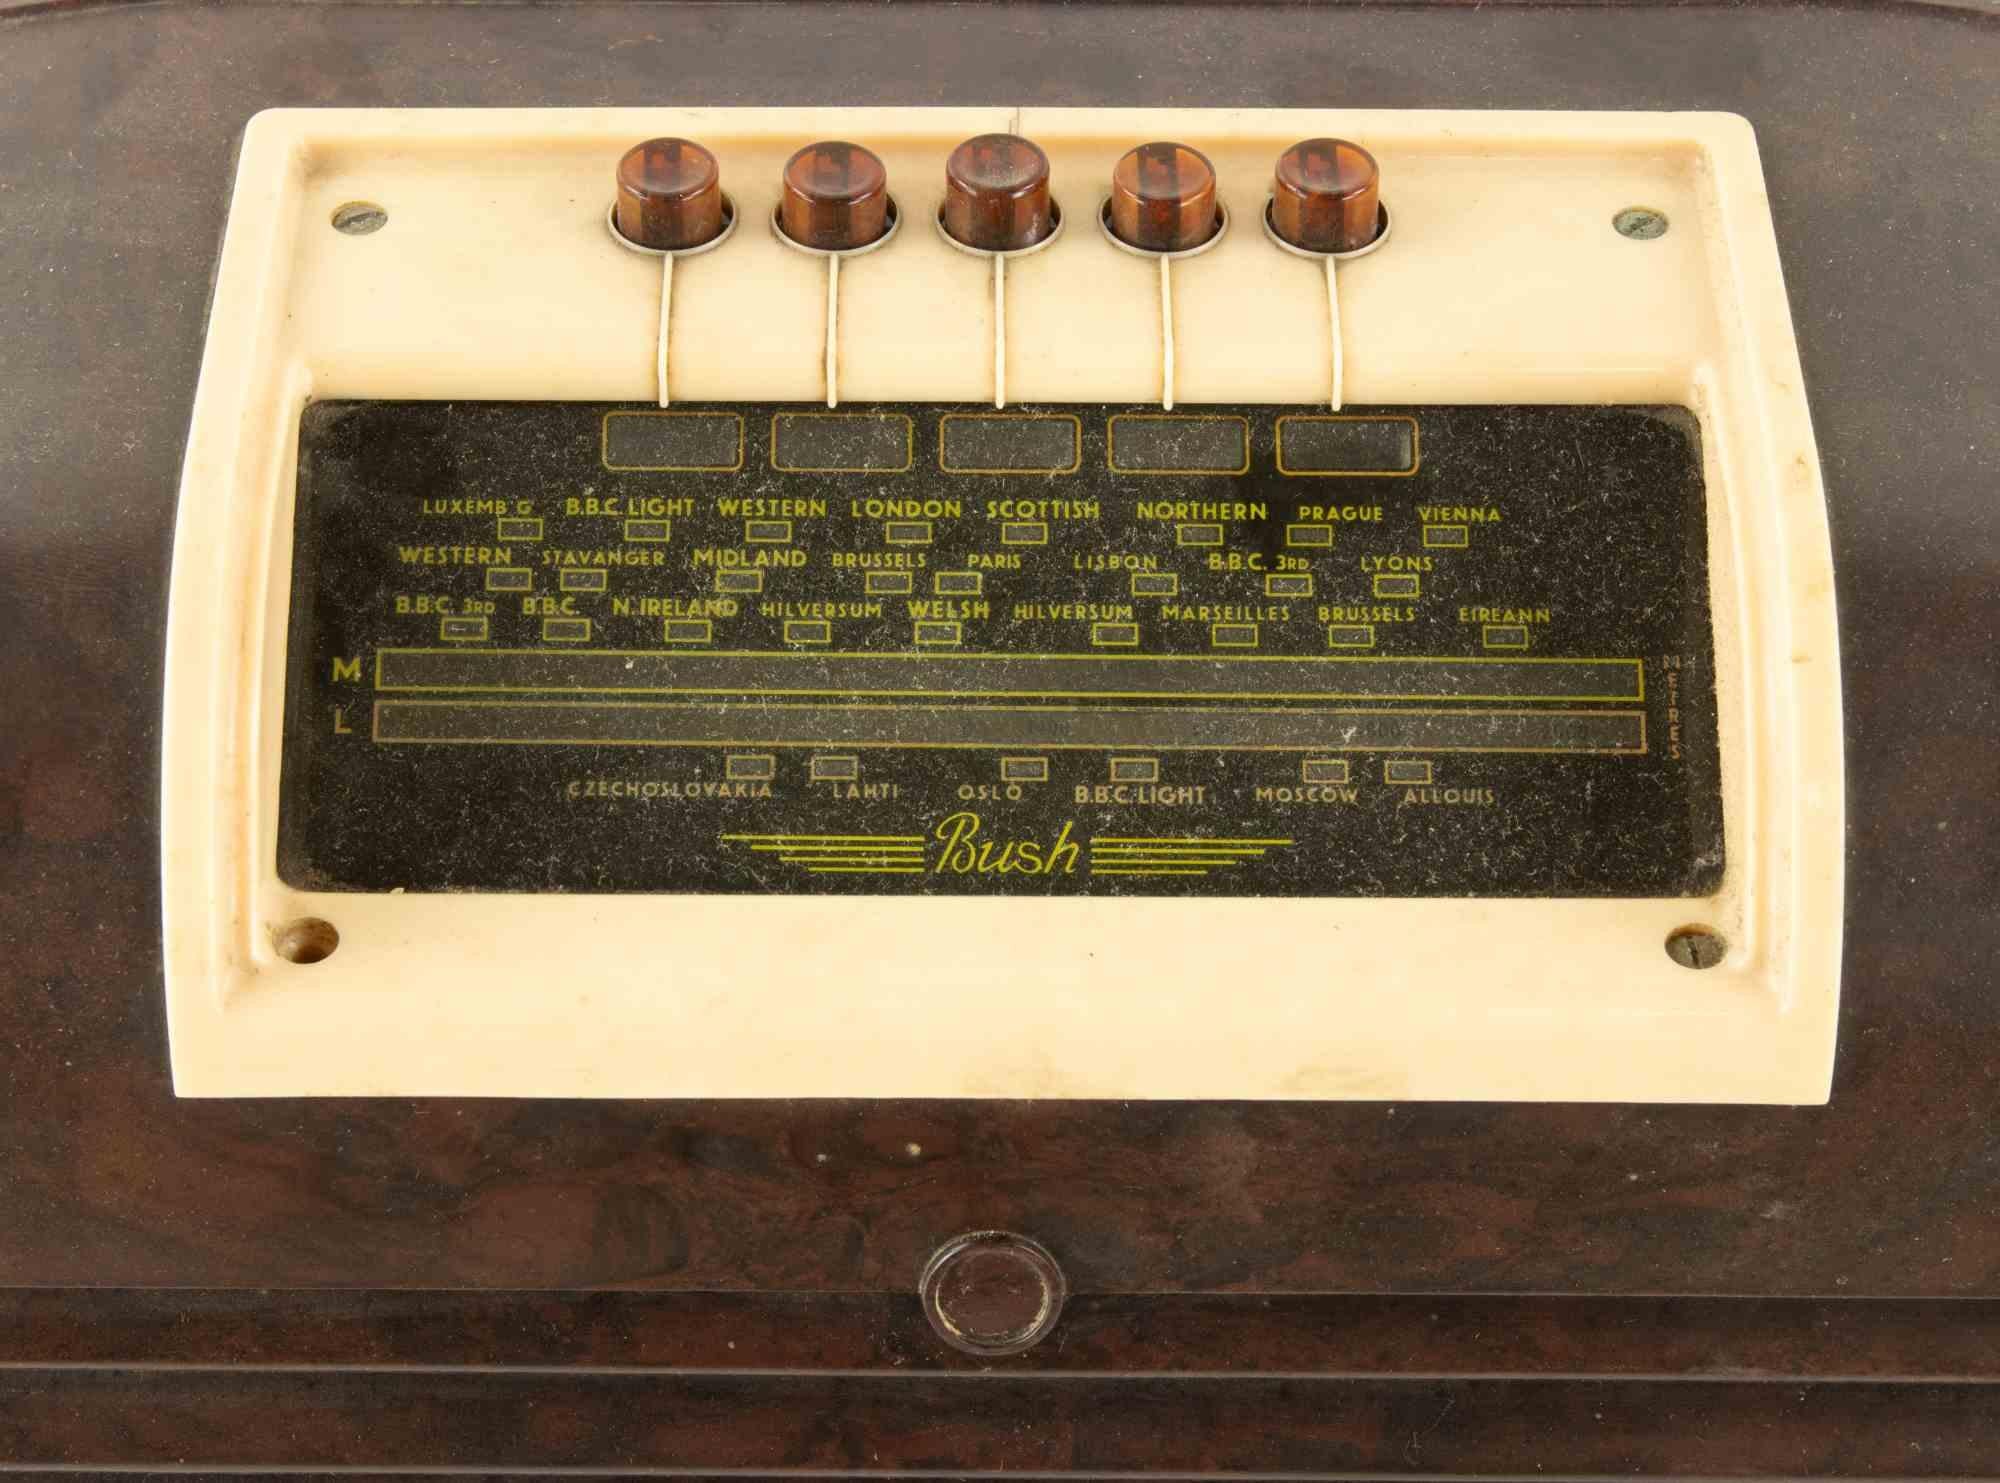 LUXEMB G B.B.C. LIGHT WESTERN LONDON SCOTTISH NORTHERN PRAGUE VIENNA
WESTERN STAVANGER MIDLAND BRUSSELS PARIS LISBON B.B.C. 3RD LYONS
B.B.C. 3RD B.B.C. N. IRELAND HILVERSUM WELSH HILVERSUM MARSEILLES BRUSSELS EIREANN
M
L
METRES
CZECHOSLOVAKIA LAHTI OSLO B.B.C. LIGHT MOSCOW ALLOUIS
Bush